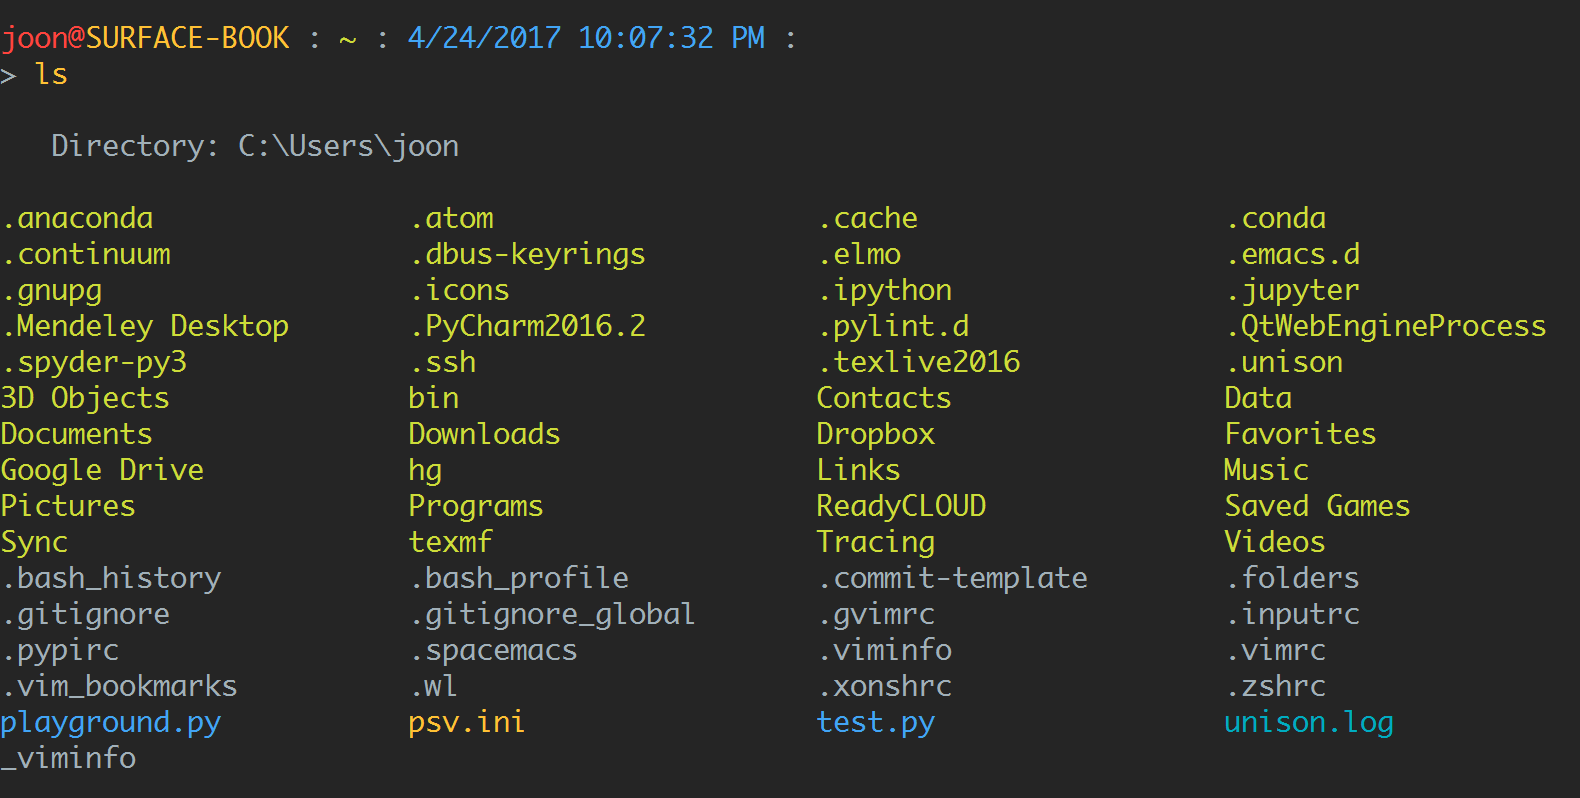 joon@SURFACE-BOOK : ~ : 4/24/2017 10:07:32 PM :
> ls
Directory: C:\Users\joon
.anaconda .atom .cache .conda
.continuum .dbus-keyrings .elmo .emacs.d
.gnupg .icons .ipython .jupyter
.Mendeley Desktop .PyCharm2016.2 .pylint.d .QtWebEngineProcess
.spyder-py3 .ssh .texlive2016 .unison
3D Objects bin Contacts Data
Documents Downloads Dropbox Favorites
Google Drive hg Links Music
Pictures Programs ReadyCLOUD Saved Games
Sync texmf Tracing Videos
.bash_history .bash_profile .commit-template .folders
.gitignore .gitignore_global .gvimrc .inputrc
.pypirc .spacemacs .viminfo .vimrc
.vim_bookmarks .wl .xonshrc .zshrc
playground.py psv.ini test.py unison.log
_viminfo